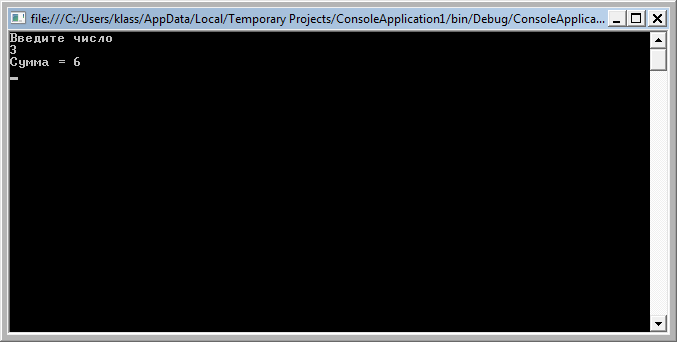 file:///C:/Users/klass/AppData/Local/Temporary Projects/ConsoleApplication1/bin/Debug/ConsoleApplica...
Введите число
3
Сумма = 6